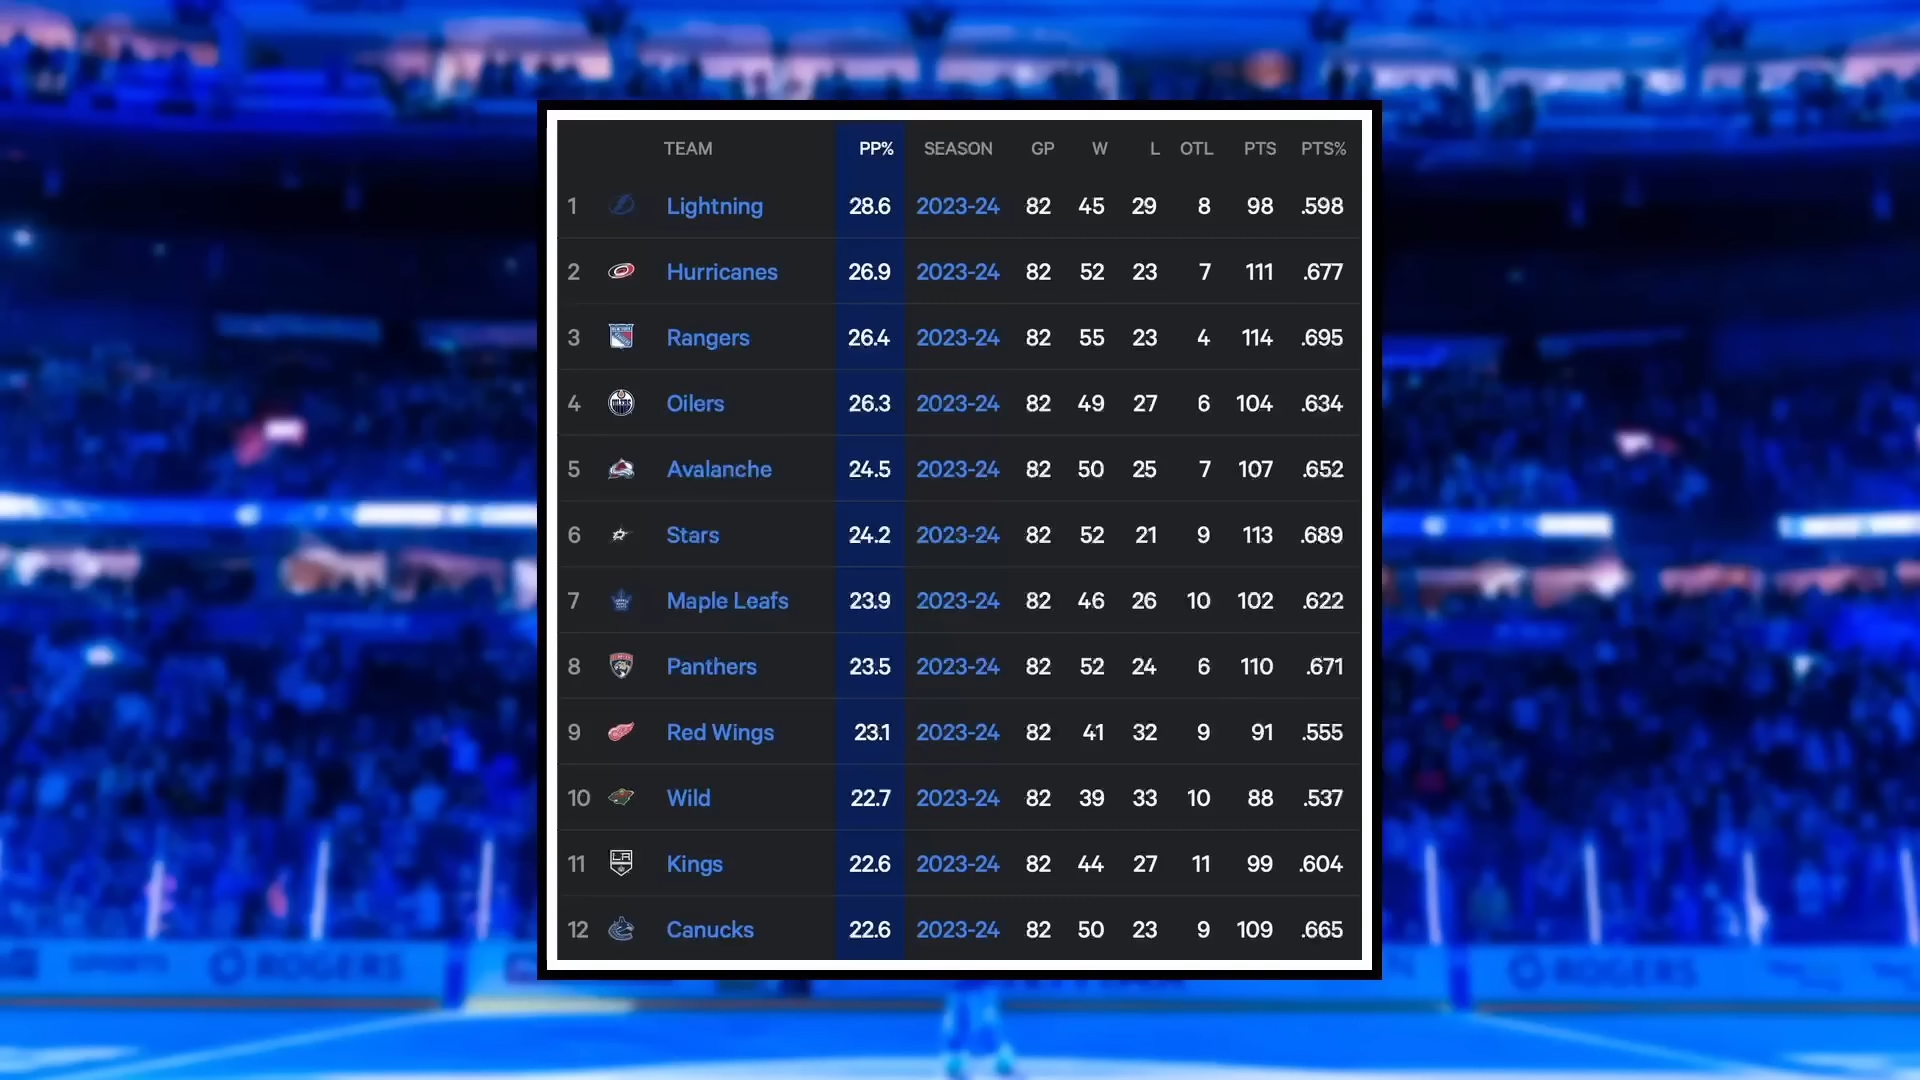 TEAM PP% SEASON GP W L OTL PTS PTS%
1 Lightning 28.6 2023-24 82 45 29 8 98 .598
2 Hurricanes 26.9 2023-24 82 52 23 7 111 .677
3 Rangers 26.4 2023-24 82 55 23 4 114 .695
4 Oilers 26.3 2023-24 82 49 27 6 104 .634
5 Avalanche 24.5 2023-24 82 50 25 7 107 .652
6 Stars 24.2 2023-24 82 52 21 9 113 .689
7 Maple Leafs 23.9 2023-24 82 46 26 10 102 .622
8 Panthers 23.5 2023-24 82 52 24 6 110 .671
9 Red Wings 23.1 2023-24 82 41 32 9 91 .555
10 Wild 22.7 2023-24 82 39 33 10 88 .537
11 Kings 22.6 2023-24 82 44 27 11 99 .604
12 Canucks 22.6 2023-24 82 50 23 9 109 .665
ROGERS ROGERS